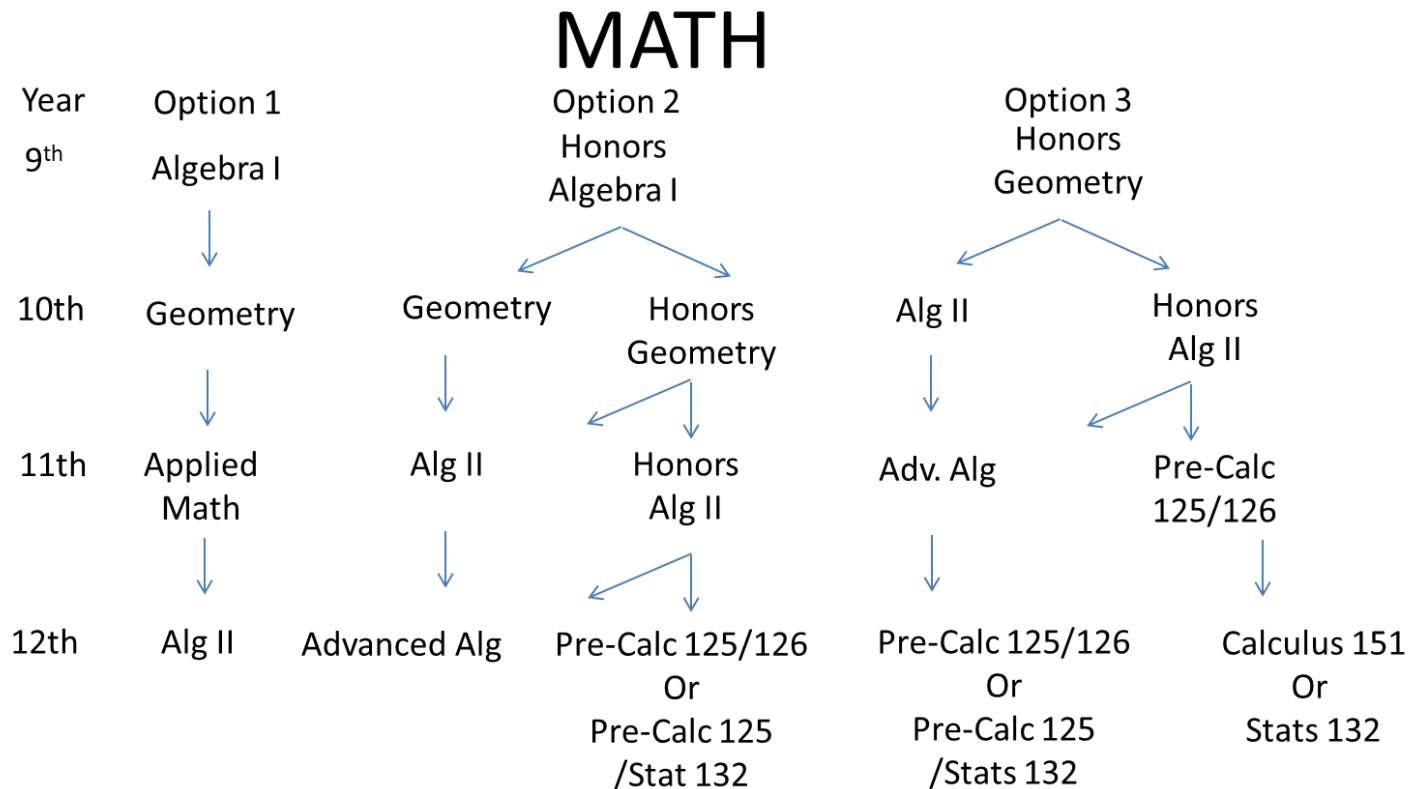 MATH
Year Option 1 Option 2 Option 3
9th Algebra I Honors Algebra I Honors Geometry
10th Geometry Geometry Honors Geometry Alg II Honors Alg II
11th Applied Math Alg II Honors Alg II Adv. Alg Pre-Calc 125/126
12th Alg II Advanced Alg Pre-Calc 125/126 Or Pre-Calc 125 /Stat 132 Pre-Calc 125/126 Or Pre-Calc 125 /Stats 132 Calculus 151 Or Stats 132